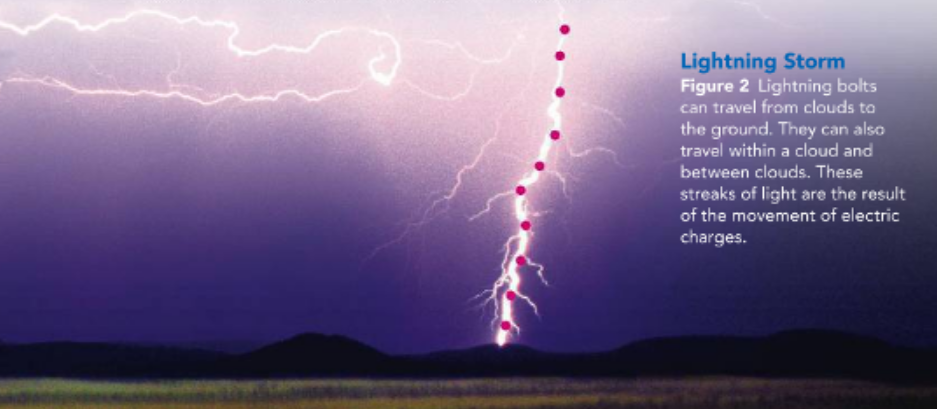 Lightning Storm
Figure 2 Lightning bolts
can travel from clouds to
the ground. They can also
travel within a cloud and
between clouds. These
streaks of light are the result
of the movement of electric
charges.